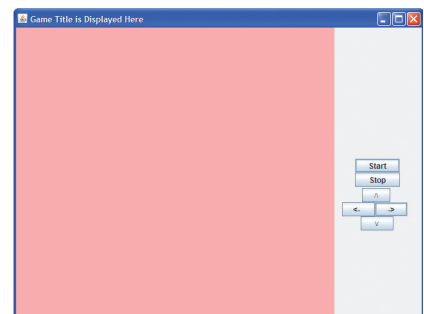 Game Title is Displayed Here
Start
Stop
^
<. .>
v